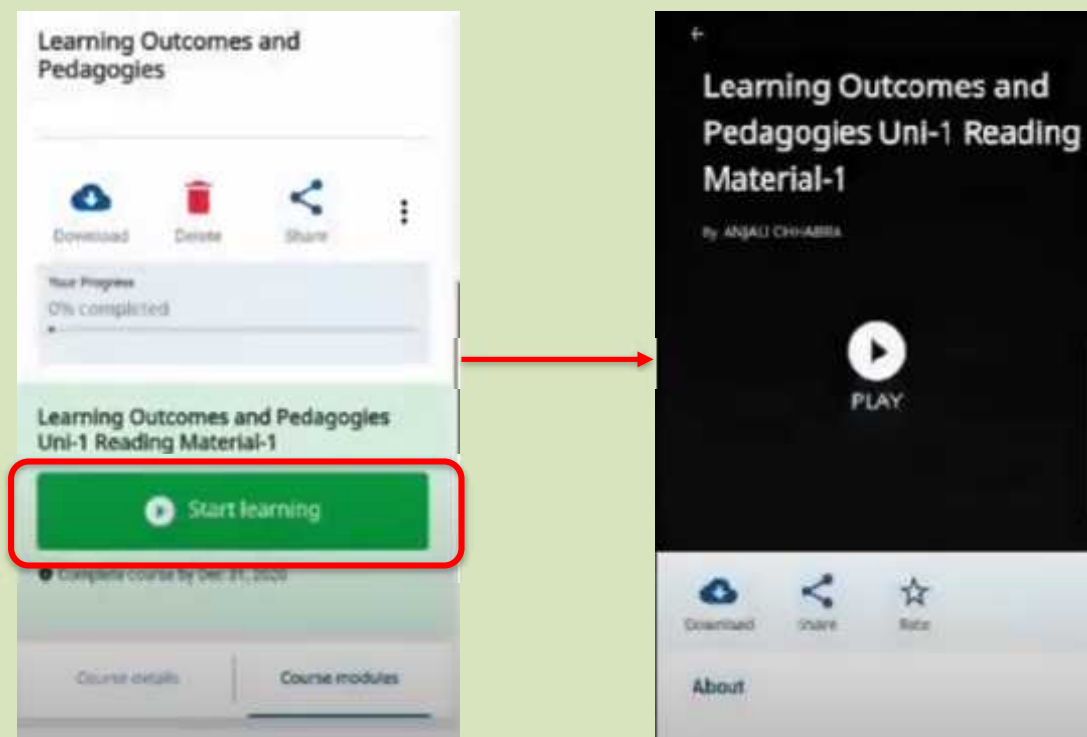 Learning Outcomes and
Pedagogies
Download Delete Share
Your Progress
0% completed
Learning Outcomes and Pedagogies
Uni-1 Reading Material-1
Start learning
Complete course by Dec 31, 2020
Course details Course modules
Learning Outcomes and
Pedagogies Uni-1 Reading
Material-1
By ANJALI CHHABRA
PLAY
Download Share Rate
About